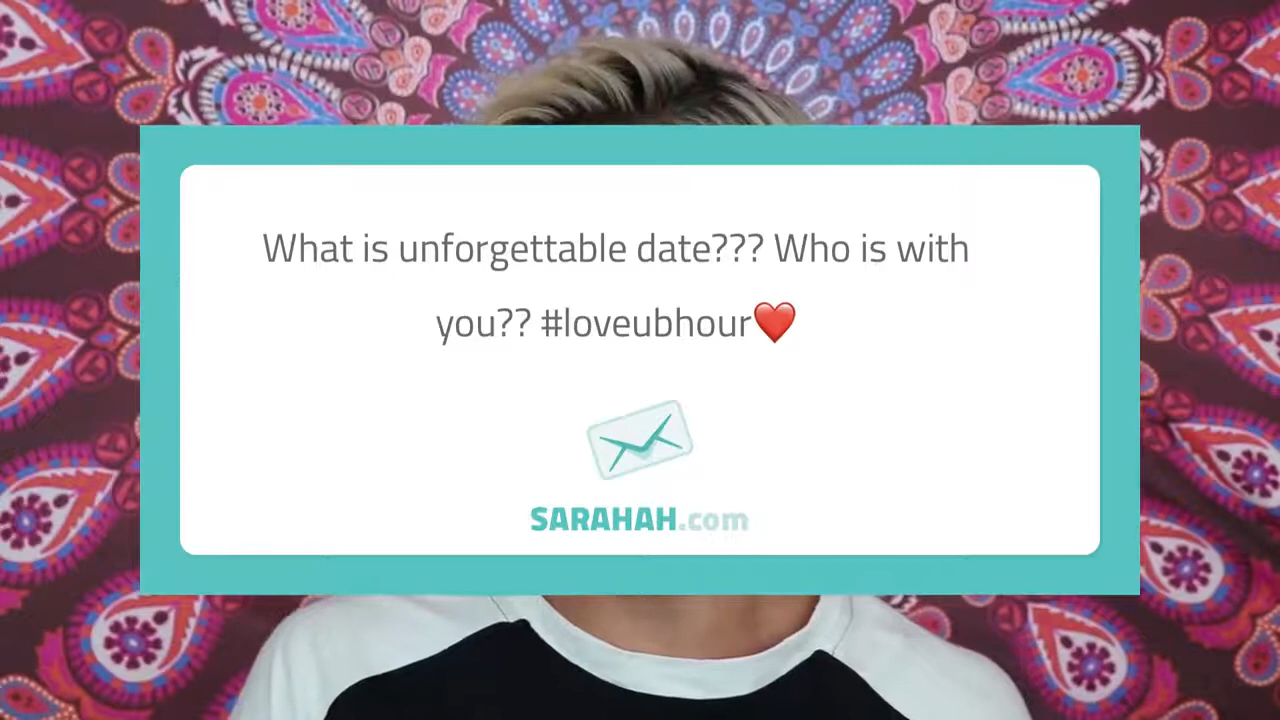 What is unforgettable date??? Who is with
you?? #loveubhour❤️
SARAHAH.com